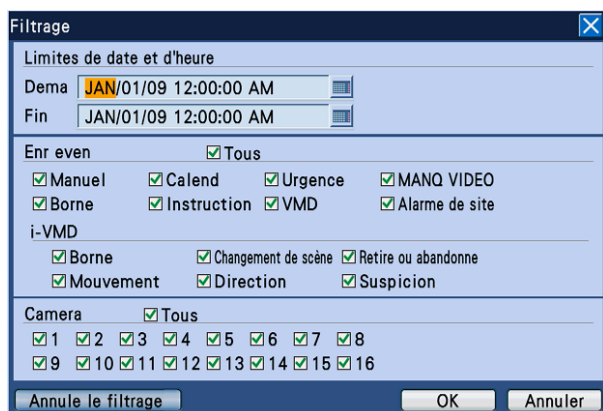 Filtrage
Limites de date et d'heure
Dema JAN/01/09 12:00:00 AM
Fin JAN/01/09 12:00:00 AM
Enr even Tous
Manuel Calend Urgence MANQ VIDEO
Borne Instruction VMD Alarme de site
i-VMD
Borne Changement de scène Retire ou abandonne
Mouvement Direction Suspicion
Camera Tous
1 2 3 4 5 6 7 8
9 10 11 12 13 14 15 16
Annule le filtrage OK Annuler